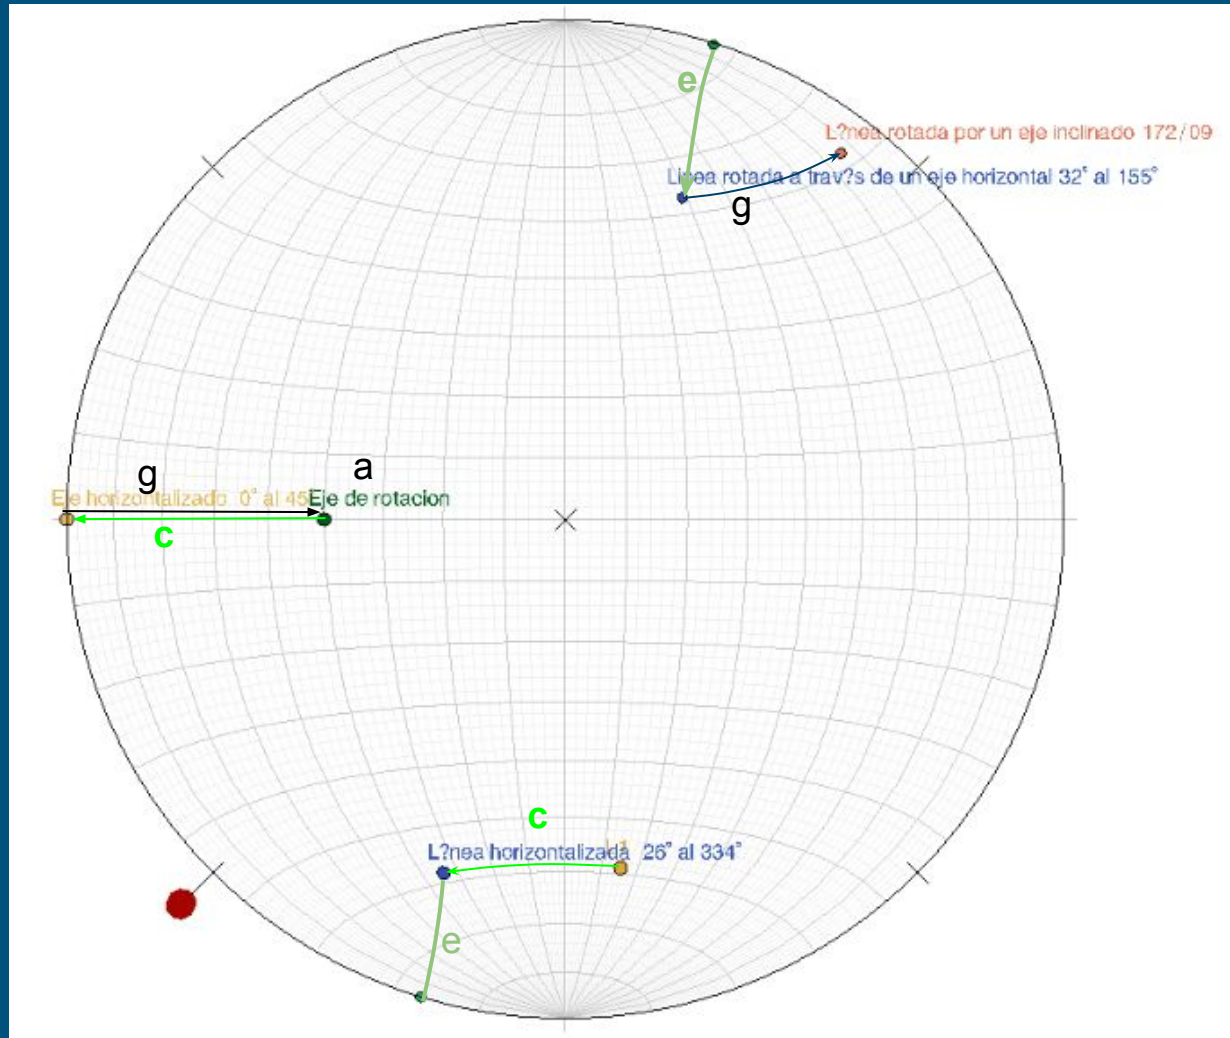 e
L?nea rotada por un eje inclinado 172/09
Linea rotada a trav?s de un eje horizontal 32° al 155°
g
g
a
Eje horizontalizado 0° al 45
Eje de rotacion
c
c
L?nea horizontalizada 26° al 334°
e